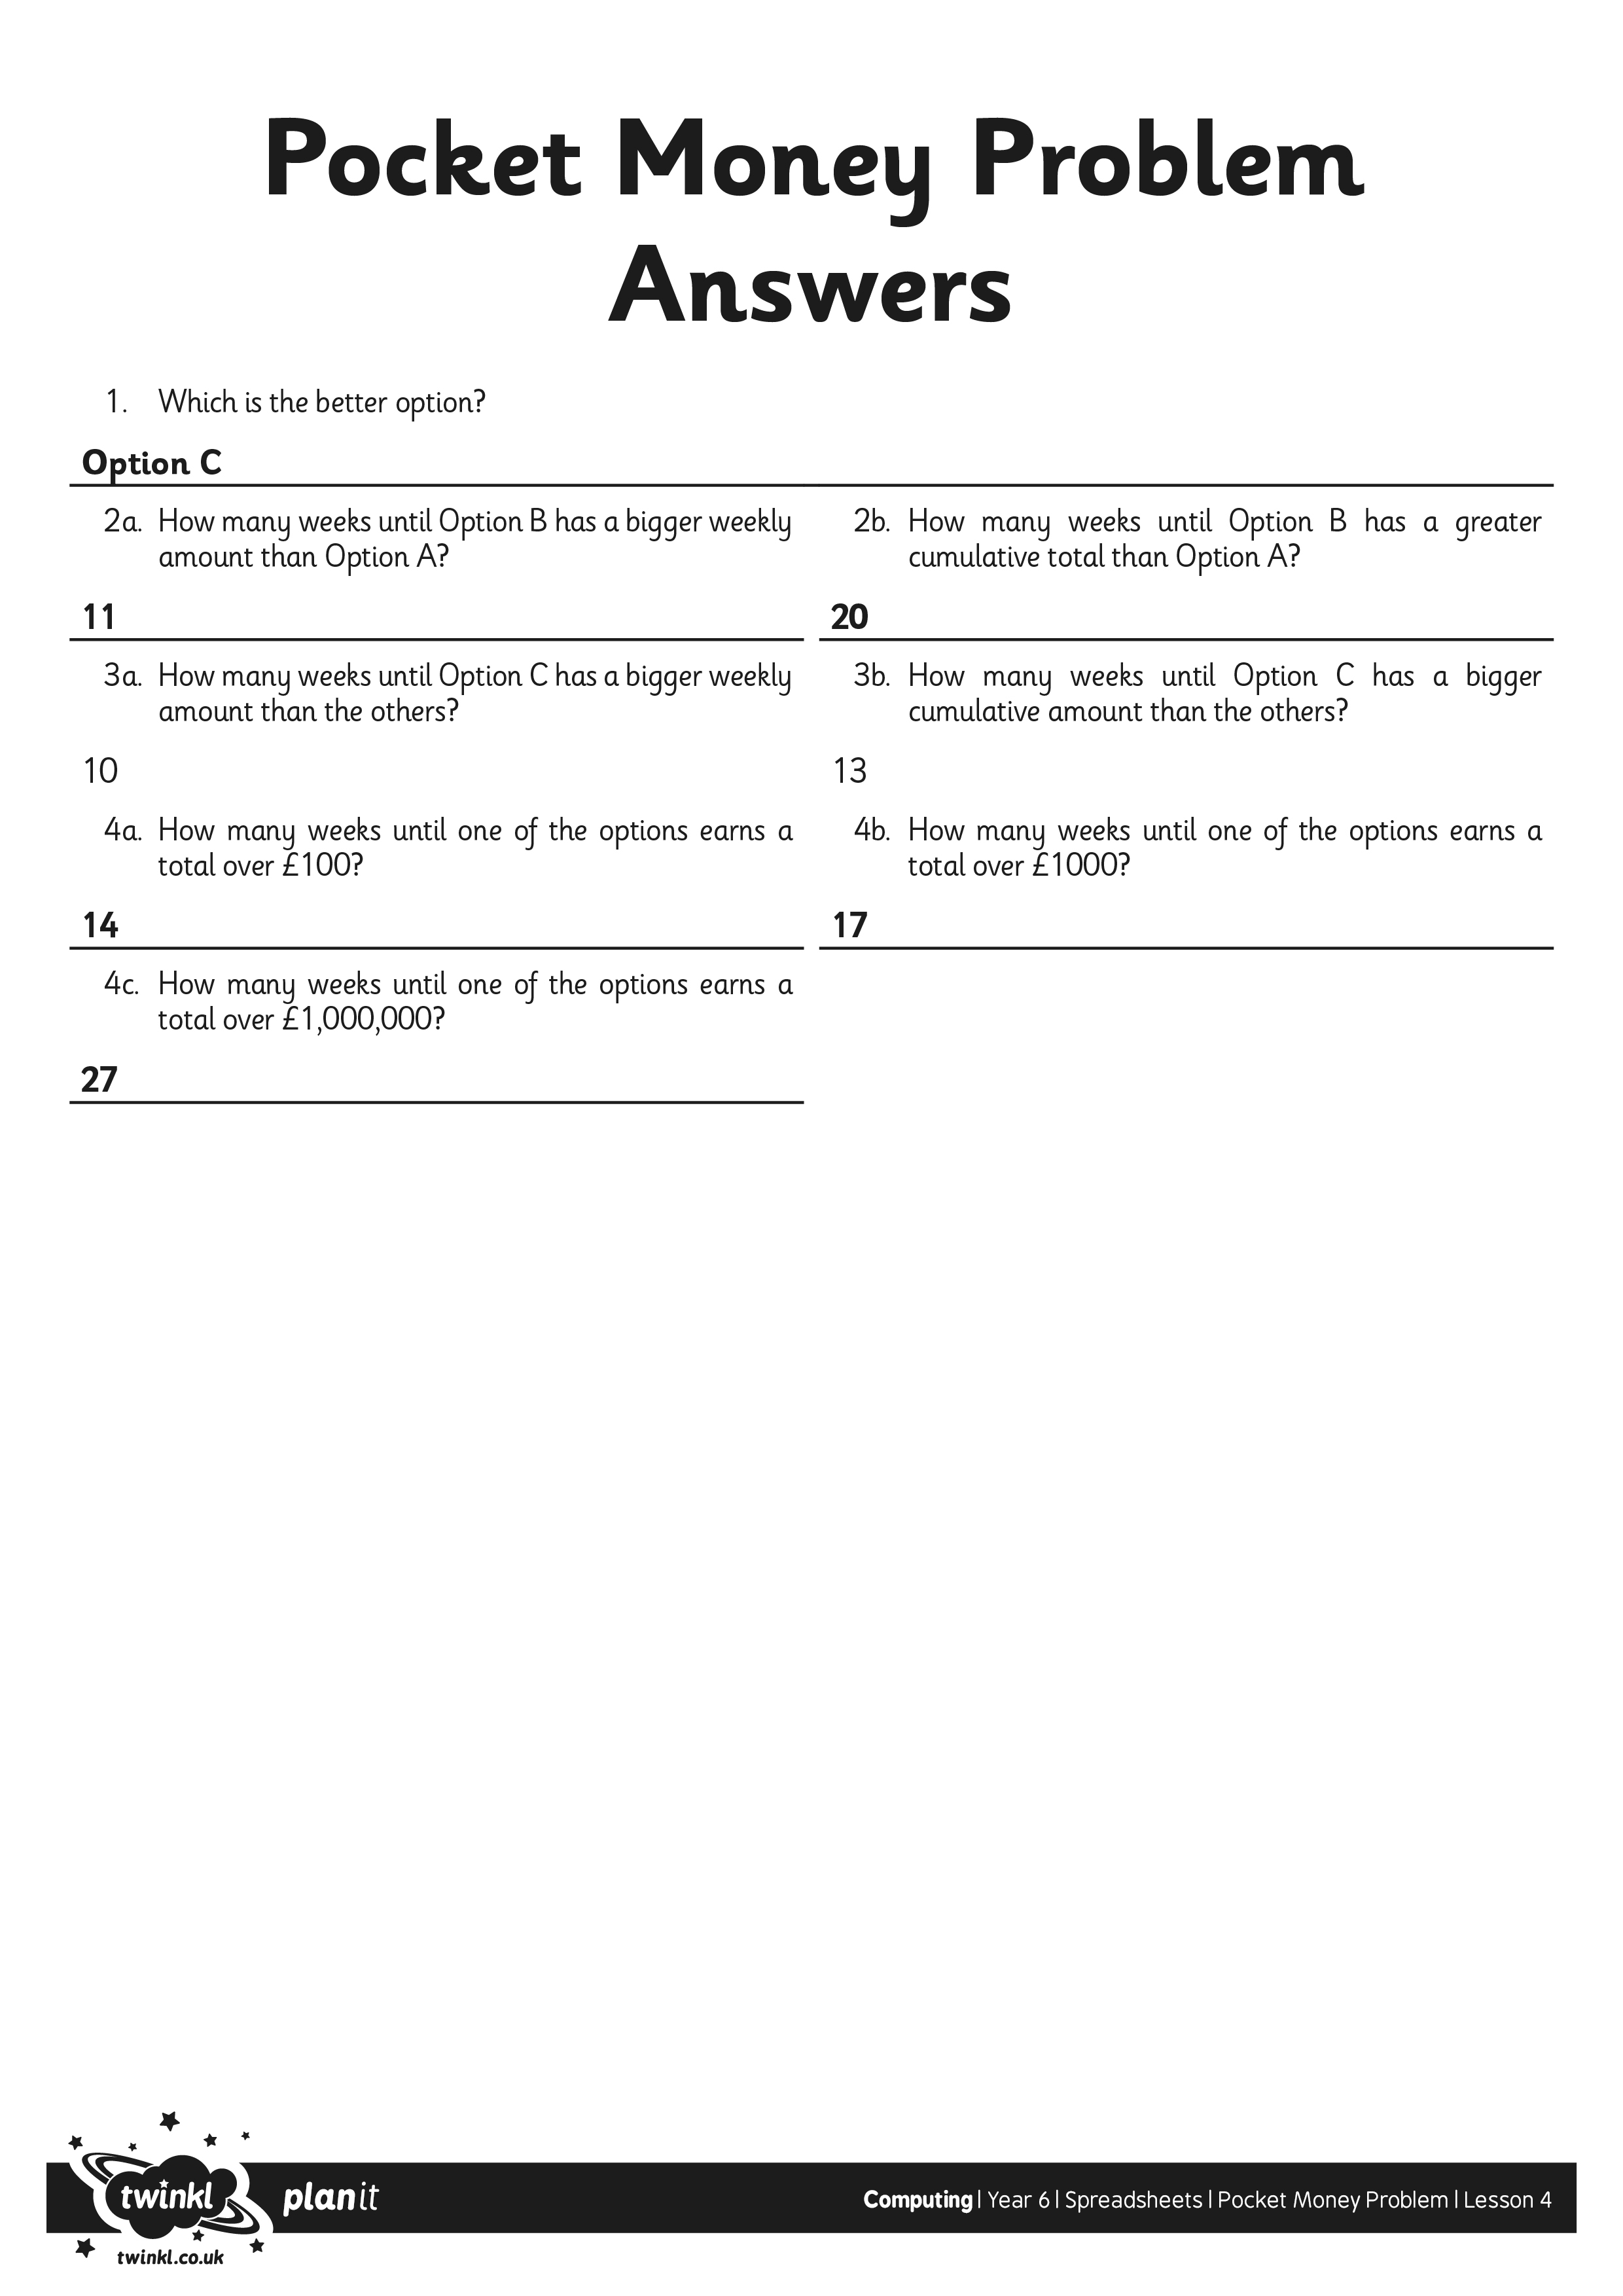 Pocket Money Problem
Answers
1. Which is the better option?
Option C
2a. How many weeks until Option B has a bigger weekly
amount than Option A?
11
2b. How many weeks until Option B has a greater
cumulative total than Option A?
20
3a. How many weeks until Option C has a bigger weekly
amount than the others?
10
3b. How many weeks until Option C has a bigger
cumulative amount than the others?
13
4a. How many weeks until one of the options earns a
total over £100?
14
4b. How many weeks until one of the options earns a
total over £1000?
17
4c. How many weeks until one of the options earns a
total over £1,000,000?
27
twinkl
planit
Computing | Year 6 | Spreadsheets | Pocket Money Problem | Lesson 4
twinkl.co.uk